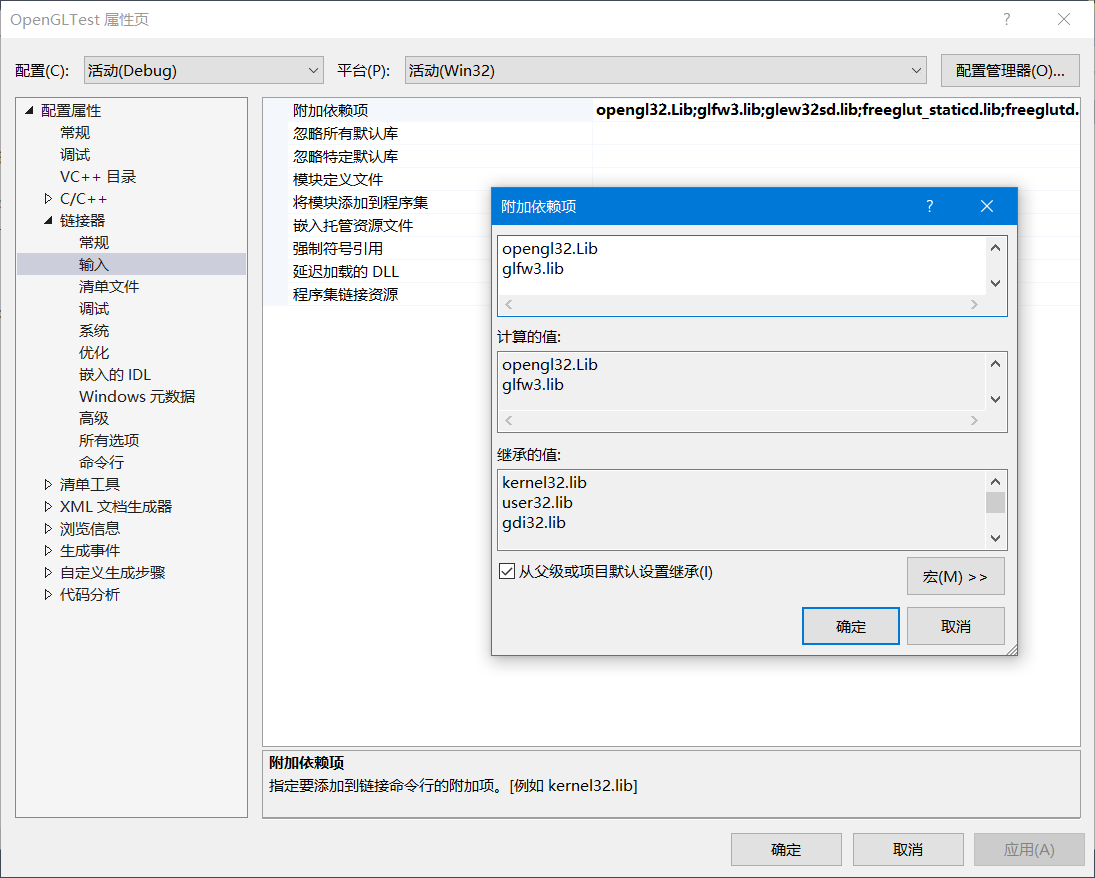 OpenGLTest 属性页
配置(C): 活动(Debug) 平台(P): 活动(Win32) 配置管理器(O)...
配置属性
常规
调试
VC++ 目录
C/C++
链接器
常规
输入
清单文件
调试
系统
优化
嵌入的 IDL
Windows 元数据
高级
所有选项
命令行
清单工具
XML 文档生成器
浏览信息
生成事件
自定义生成步骤
代码分析
附加依赖项 opengl32.Lib;glfw3.lib;glew32sd.lib;freeglut_staticd.lib;freeglutd.
忽略所有默认库
忽略特定默认库
模块定义文件
将模块添加到程序集
嵌入托管资源文件
强制符号引用
延迟加载的 DLL
程序集链接资源
附加依赖项
opengl32.Lib
glfw3.lib
计算的值:
opengl32.Lib
glfw3.lib
继承的值:
kernel32.lib
user32.lib
gdi32.lib
从父级或项目默认设置继承(I)
宏(M) >>
确定 取消
附加依赖项
指定要添加到链接命令行的附加项。[例如 kernel32.lib]
确定 取消 应用(A)